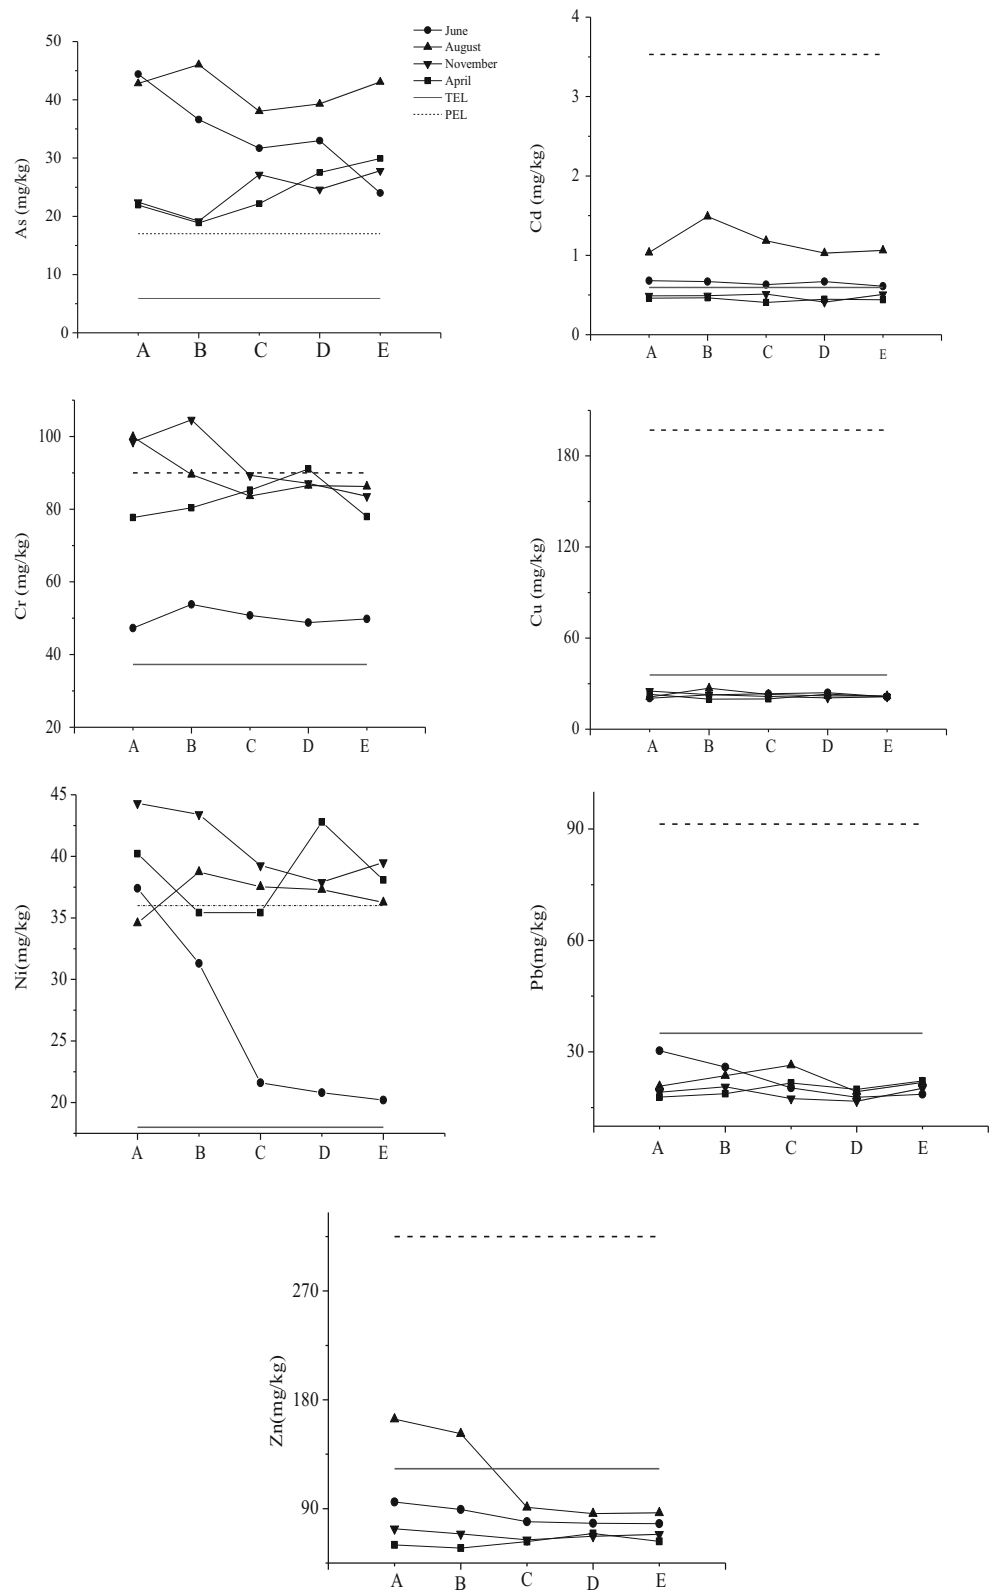 June
August
November
April
TEL
PEL
As (mg/kg)
50
40
30
20
10
0
A B C D E
Cd (mg/kg)
4
3
2
1
0
A B C D E
Cr (mg/kg)
100
80
60
40
20
A B C D E
Cu (mg/kg)
180
120
60
0
A B C D E
Ni(mg/kg)
45
40
35
30
25
20
A B C D E
Pb(mg/kg)
90
60
30
A B C D E
Zn(mg/kg)
270
180
90
A B C D E